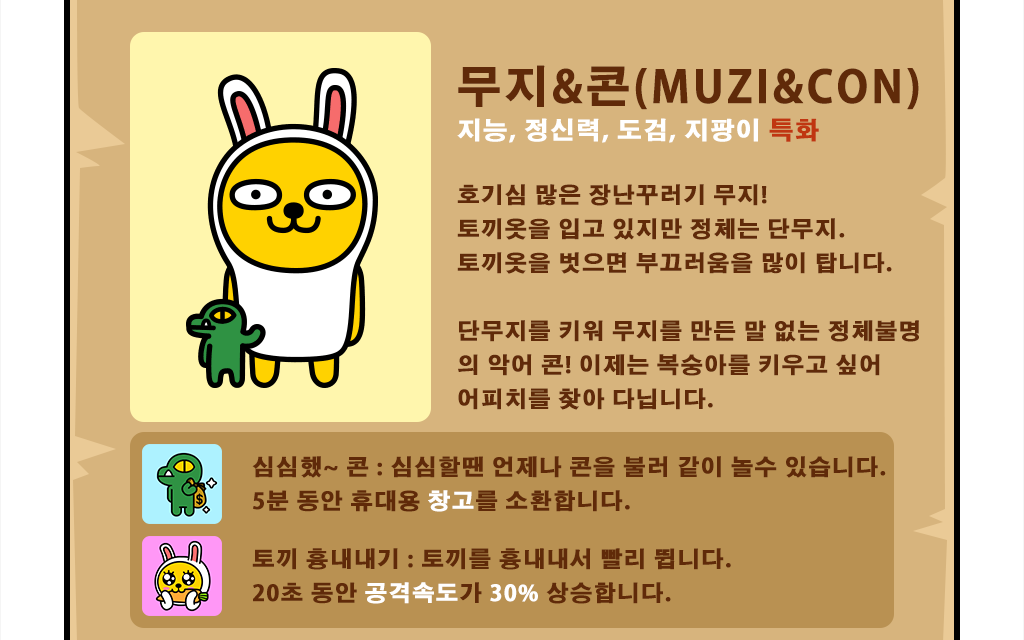 무지&콘(MUZI&CON)
지능, 정신력, 도검, 지팡이 특화
호기심 많은 장난꾸러기 무지!
토끼옷을 입고 있지만 정체는 단무지.
토끼옷을 벗으면 부끄러움을 많이 탑니다.
단무지를 키워 무지를 만든 말 없는 정체불명
의 악어 콘! 이제는 복숭아를 키우고 싶어
어피치를 찾아 다닙니다.
심심했~ 콘 : 심심할땐 언제나 콘을 불러 같이 놀수 있습니다.
5분 동안 휴대용 창고를 소환합니다.
$
토끼 흉내내기 : 토끼를 흉내내서 빨리 뜁니다.
20초 동안 공격속도가 30% 상승합니다.